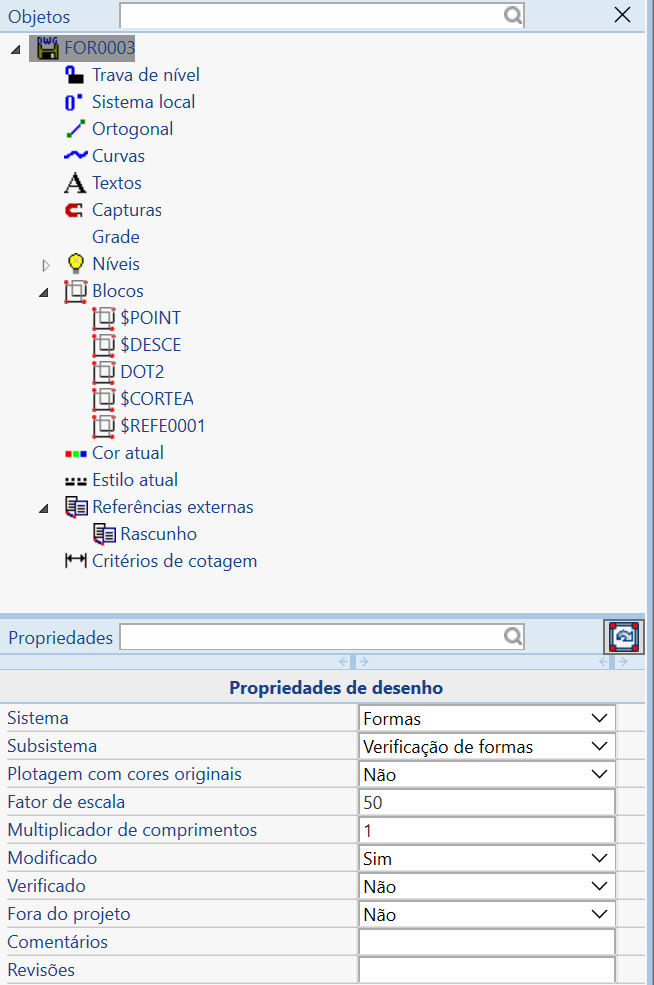 Objetos
DWG
FOR0003
Trava de nível
0° Sistema local
Ortogonal
Curvas
A Textos
Capturas
Grade
Níveis
Blocos
$POINT
$DESCE
DOT2
$CORTEA
$REFE0001
Cor atual
Estilo atual
Referências externas
Rascunho
Critérios de cotagem
Propriedades
Propriedades de desenho
Sistema Formas
Subsistema Verificação de formas
Plotagem com cores originais Não
Fator de escala 50
Multiplicador de comprimentos 1
Modificado Sim
Verificado Não
Fora do projeto Não
Comentários
Revisões